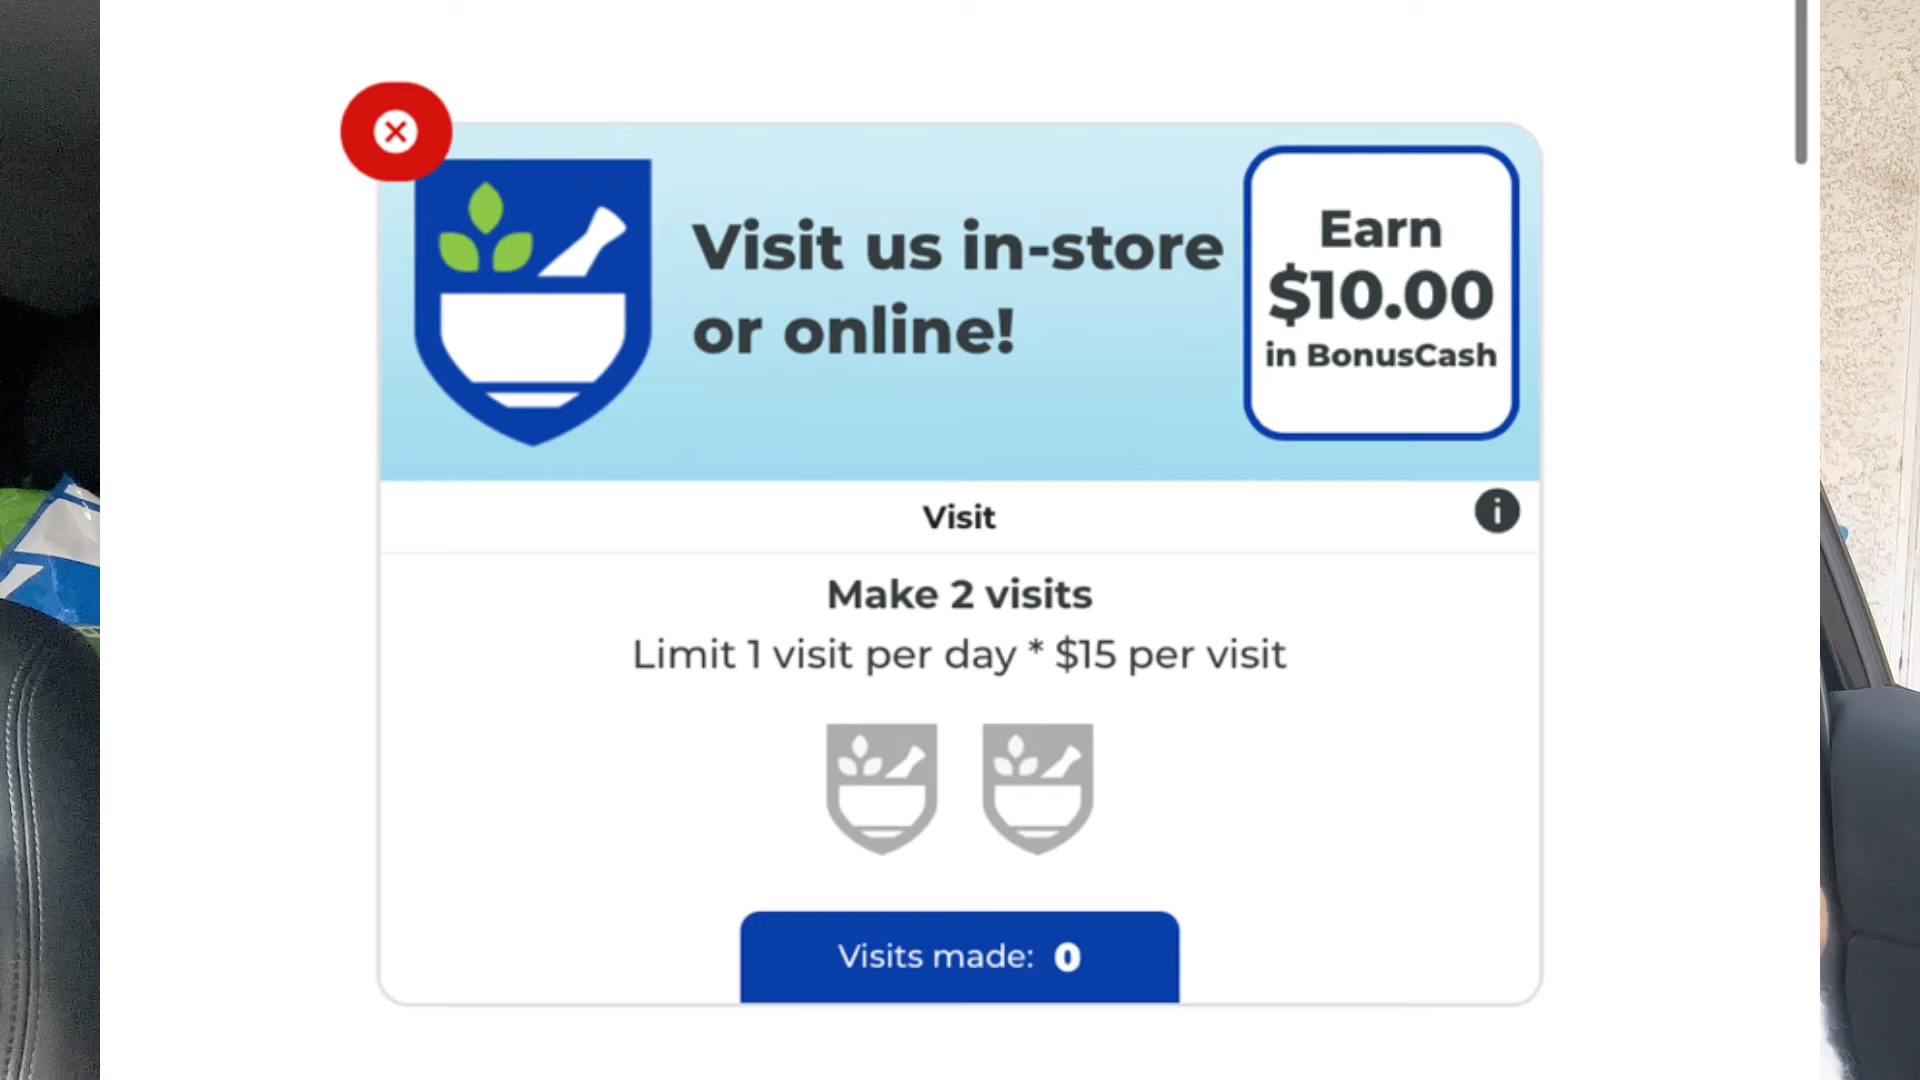 Visit us in-store
or online!
Earn
$10.00
in BonusCash
Visit
Make 2 visits
Limit 1 visit per day * $15 per visit
Visits made: 0